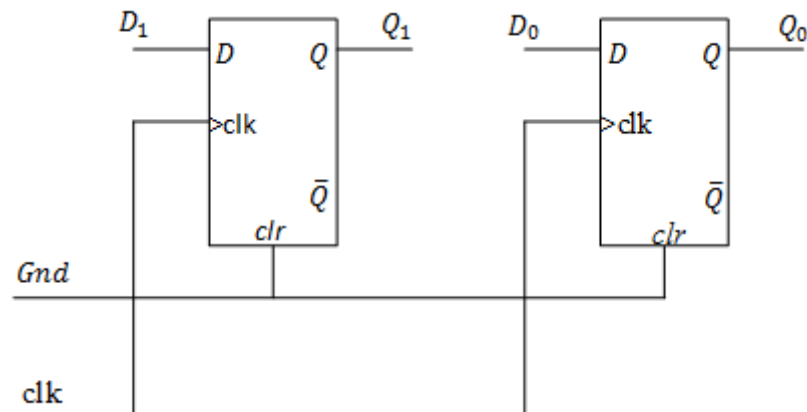 D₁ Q₁ D₀ Q₀
D Q D Q
clk clk
Q̄ Q̄
clr clr
Gnd
clk